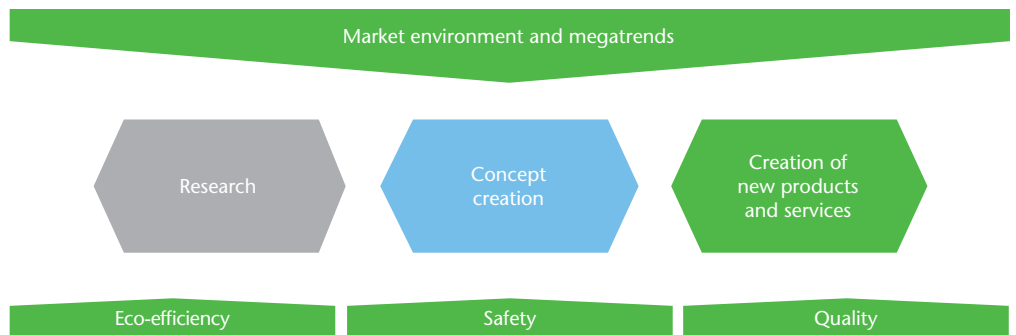 Market environment and megatrends
Research
Concept
creation
Creation of
new products
and services
Eco-efficiency
Safety
Quality